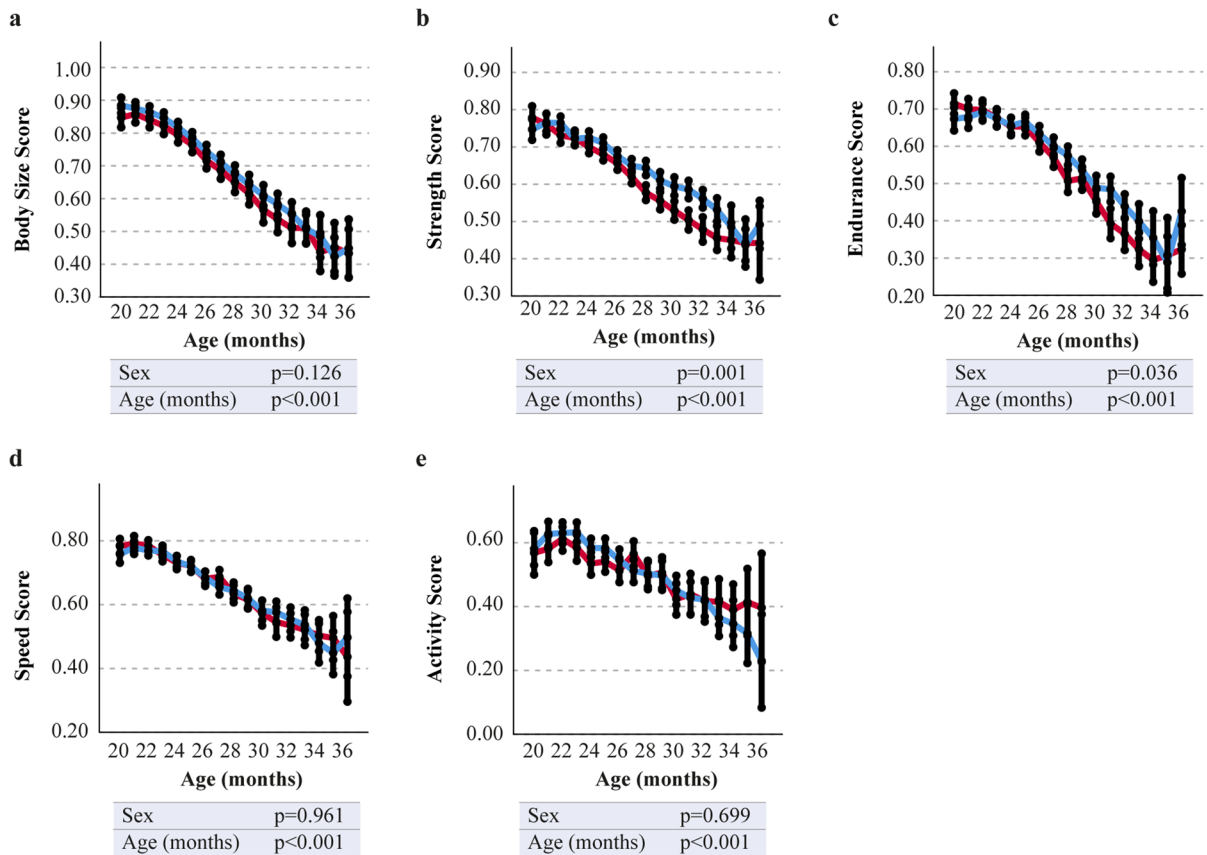 a
Body Size Score
1.00
0.90
0.80
0.70
0.60
0.50
0.40
0.30
20 22 24 26 28 30 32 34 36
Age (months)
Sex p=0.126
Age (months) p<0.001
b
Strength Score
0.90
0.80
0.70
0.60
0.50
0.40
0.30
20 22 24 26 28 30 32 34 36
Age (months)
Sex p=0.001
Age (months) p<0.001
c
Endurance Score
0.80
0.70
0.60
0.50
0.40
0.30
0.20
20 22 24 26 28 30 32 34 36
Age (months)
Sex p=0.036
Age (months) p<0.001
d
Speed Score
0.80
0.60
0.40
0.20
20 22 24 26 28 30 32 34 36
Age (months)
Sex p=0.961
Age (months) p<0.001
e
Activity Score
0.60
0.40
0.20
0.00
20 22 24 26 28 30 32 34 36
Age (months)
Sex p=0.699
Age (months) p<0.001